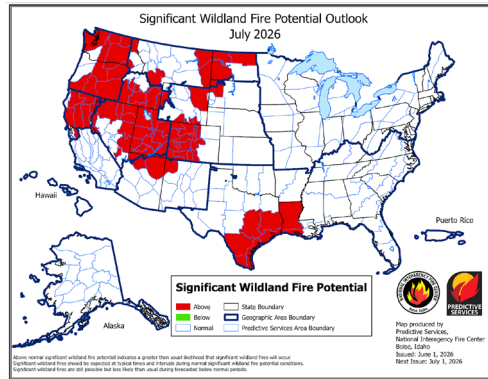 Significant Wildland Fire Potential Outlook
July 2026
Hawaii
Puerto Rico
Alaska
Significant Wildland Fire Potential
Above
Below
Normal
State Boundary
Geographic Area Boundary
Predictive Services Area Boundary
PREDICTIVE
SERVICES
Map produced by
Predictive Services,
National Interagency Fire Center
Boise, Idaho
Issued: June 1, 2026
Next Issue: July 1, 2026
Above normal significant wildland fire potential indicates a greater than usual likelihood that significant wildland fires will occur.
Significant wildland fires should be expected at typical times and intervals during normal significant wildland fire potential conditions.
Significant wildland fires are still possible but less likely than usual during forecasted below normal periods.